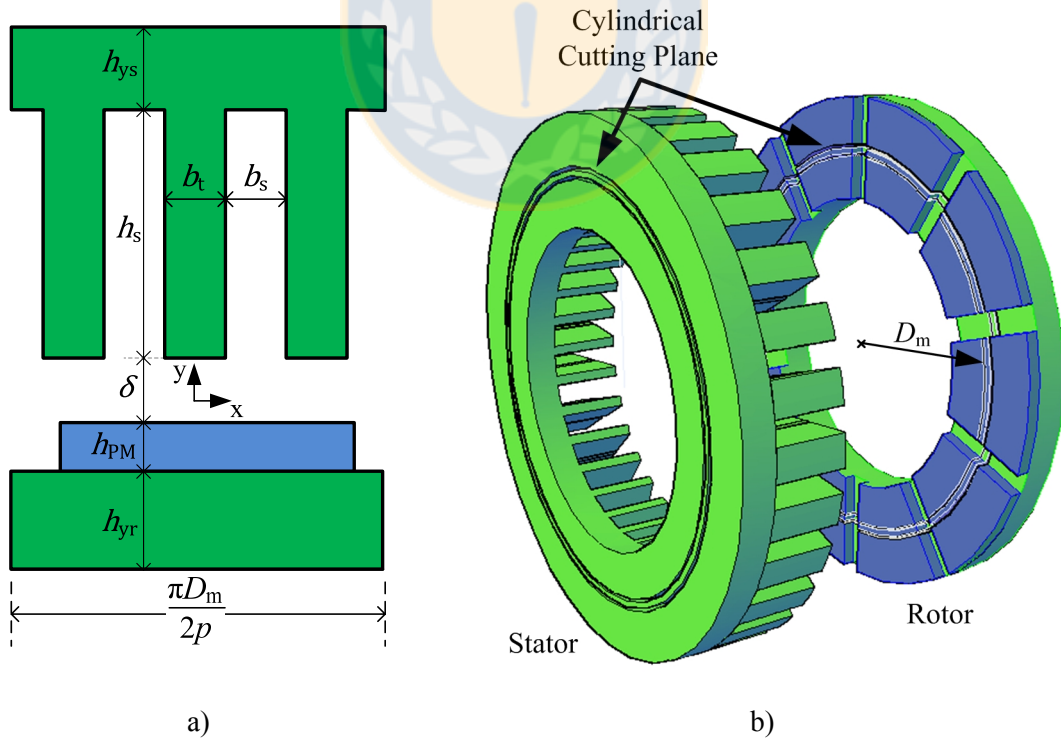 Cylindrical
Cutting Plane
h_ys
b_t
b_s
h_s
δ
y
x
h_PM
h_yr
πD_m
2p
D_m
Stator
Rotor
a)
b)